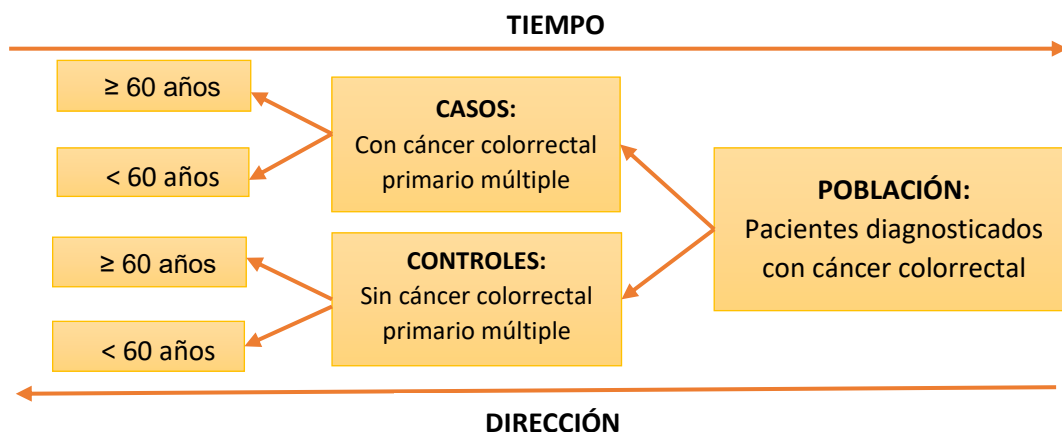 TIEMPO
≥ 60 años
< 60 años
CASOS:
Con cáncer colorrectal
primario múltiple
≥ 60 años
< 60 años
CONTROLES:
Sin cáncer colorrectal
primario múltiple
POBLACIÓN:
Pacientes diagnosticados
con cáncer colorrectal
DIRECCIÓN